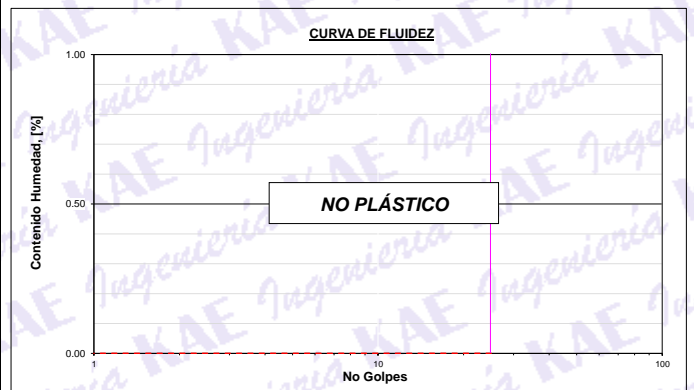 CURVA DE FLUIDEZ
1.00
Contenido Humedad, [%]
0.50
NO PLÁSTICO
0.00
1
10
100
No Golpes
KAE Ingeniería